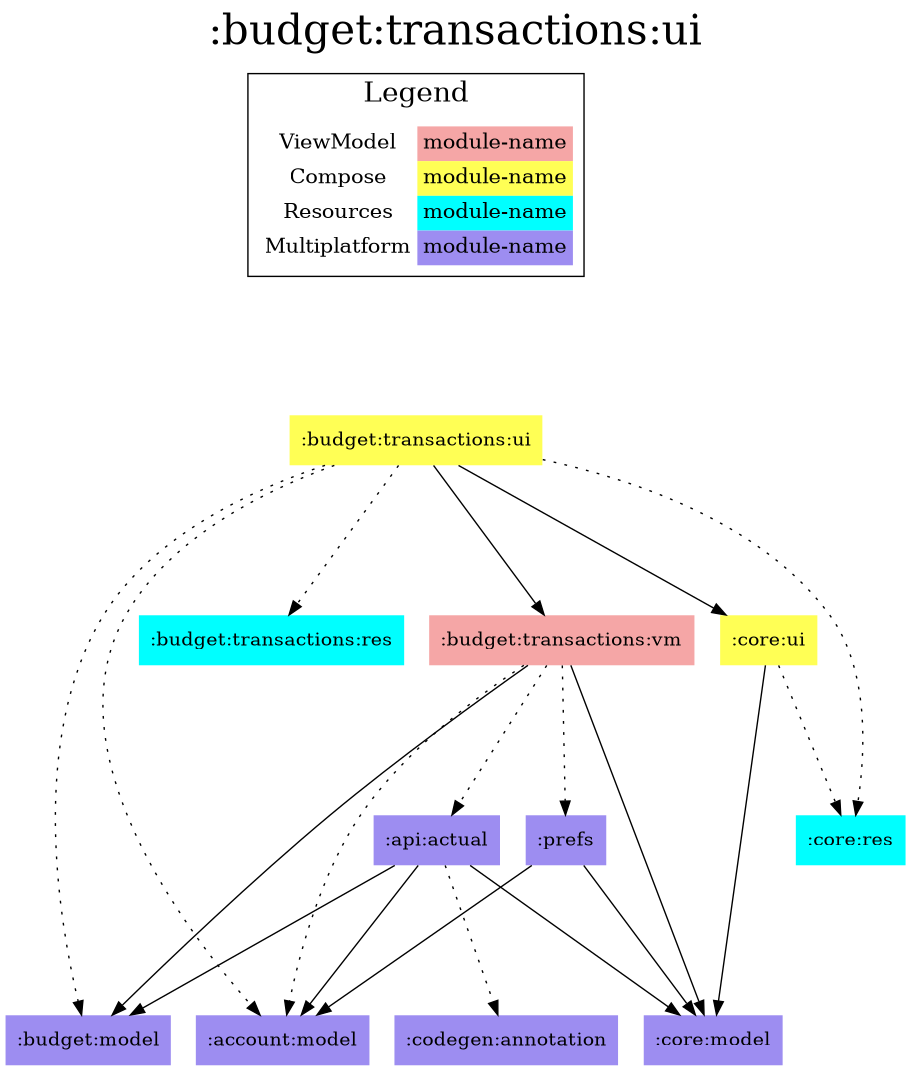 :budget:transactions:ui
Legend
ViewModel module-name
Compose module-name
Resources module-name
Multiplatform module-name
:budget:transactions:ui
:budget:transactions:res
:budget:transactions:vm
:core:ui
:api:actual
:prefs
:core:res
:budget:model
:account:model
:codegen:annotation
:core:model